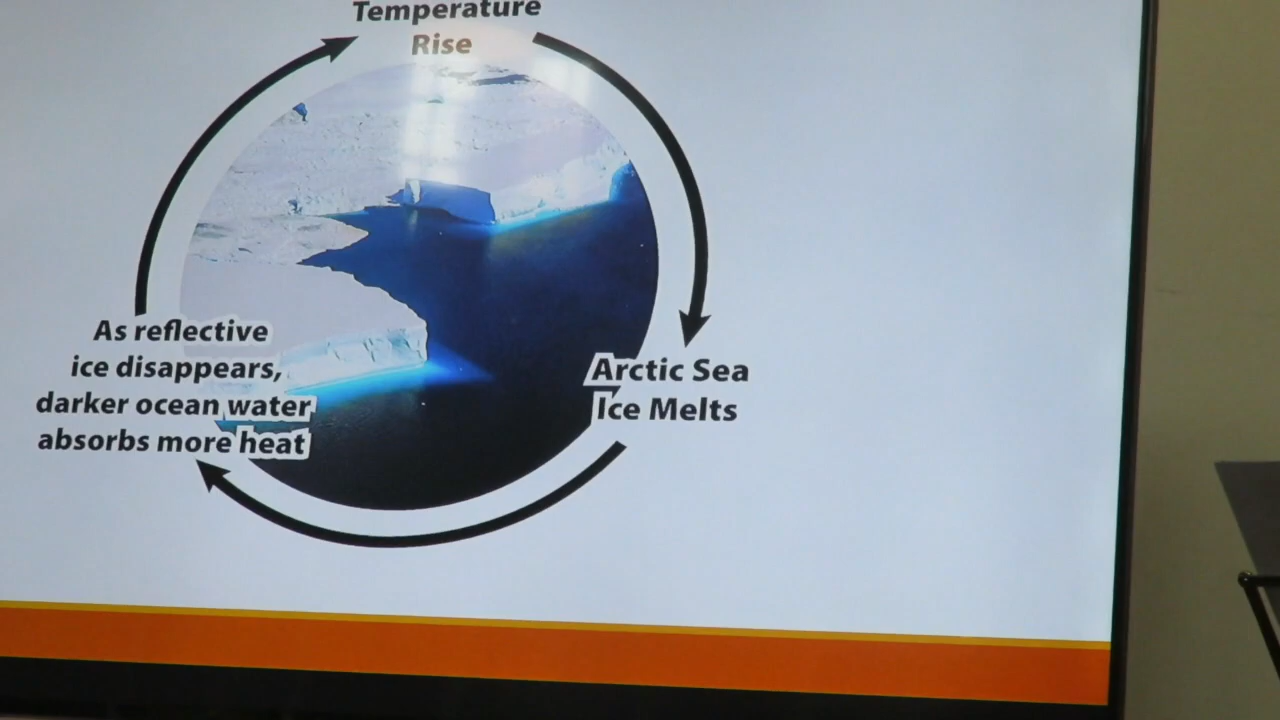 Temperature
Rise
Arctic Sea
Ice Melts
As reflective
ice disappears,
darker ocean water
absorbs more heat